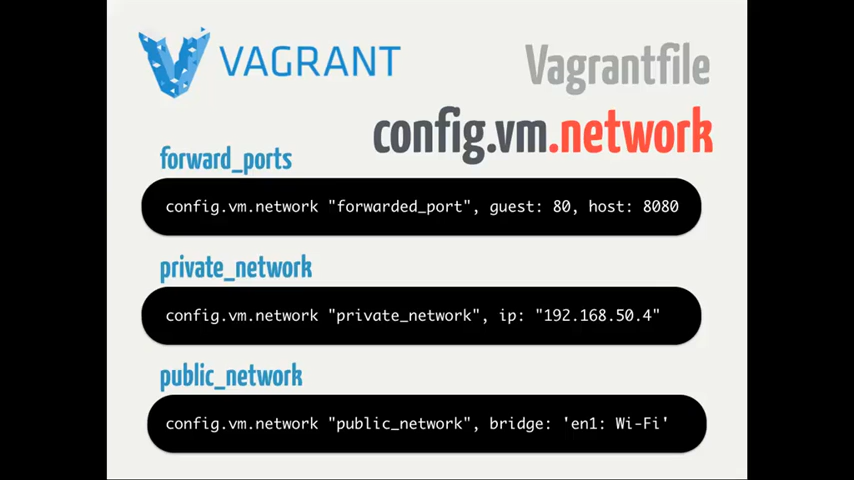 VAGRANT
Vagrantfile
config.vm.network
forward_ports
config.vm.network "forwarded_port", guest: 80, host: 8080
private_network
config.vm.network "private_network", ip: "192.168.50.4"
public_network
config.vm.network "public_network", bridge: 'en1: Wi-Fi'